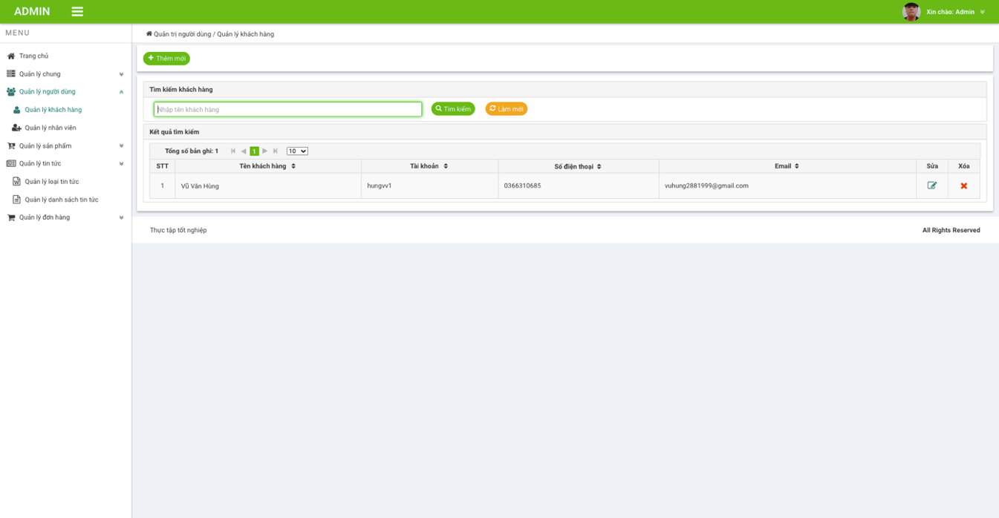 ADMIN
Xin chào: Admin
MENU
Quản trị người dùng / Quản lý khách hàng
Trang chủ
Thêm mới
Quản lý chung
Quản lý người dùng
Quản lý khách hàng
Quản lý nhân viên
Quản lý sản phẩm
Quản lý tin tức
Quản lý loại tin tức
Quản lý danh sách tin tức
Quản lý đơn hàng
Tìm kiếm khách hàng
Nhập tên khách hàng
Tìm kiếm
Làm mới
Kết quả tìm kiếm
Tổng số bản ghi: 1 1 10
STT Tên khách hàng Tài khoản Số điện thoại Email Sửa Xóa
1 Vũ Văn Hùng hungvv1 0366310685 vuhung2881999@gmail.com
Thực tập tốt nghiệp
All Rights Reserved